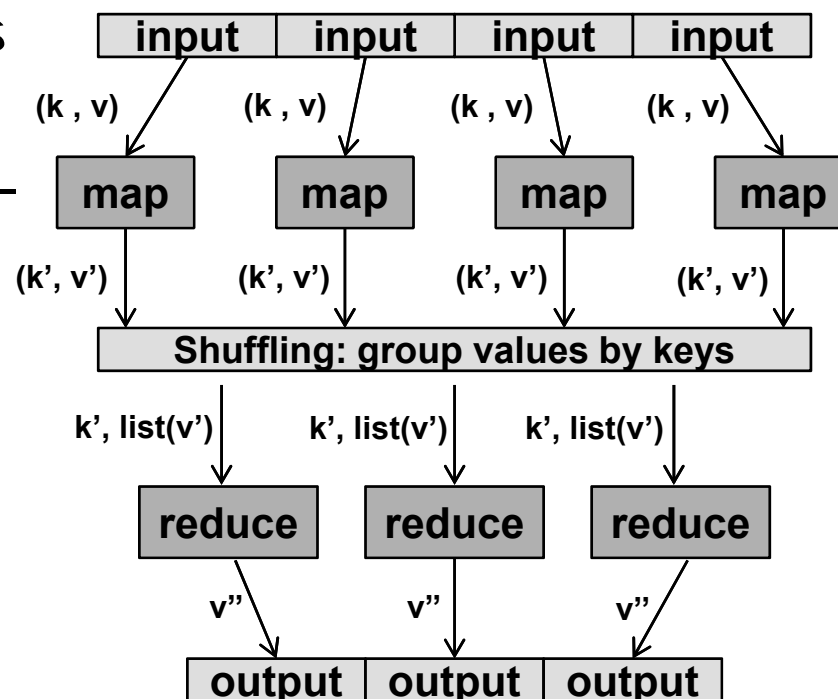 s
input input input input
(k , v) (k , v) (k , v) (k , v)
map map map map
(k’, v’) (k’, v’) (k’, v’) (k’, v’)
Shuffling: group values by keys
k’, list(v’) k’, list(v’) k’, list(v’)
reduce reduce reduce
v” v” v”
output output output